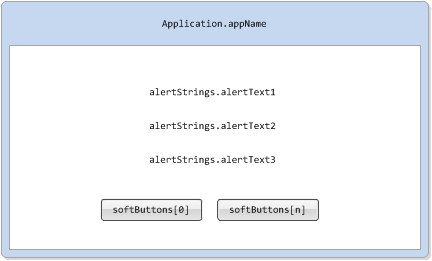 Application.appName
alertStrings.alertText1
alertStrings.alertText2
alertStrings.alertText3
softButtons[0] softButtons[n]